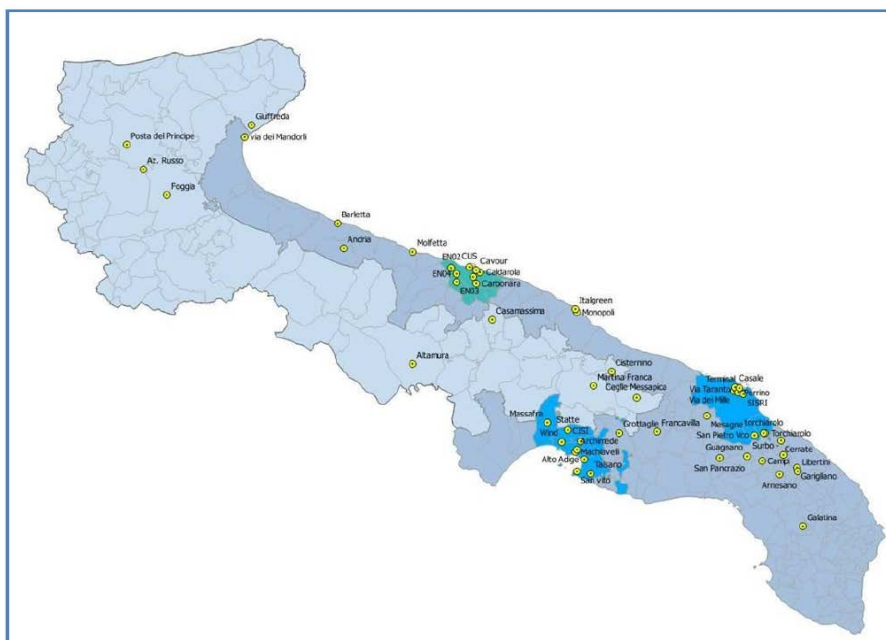 Giuffreda
via dei Mandorli
Posta del Principe
Az. Russo
Foggia
Barletta
Andria
Molfetta
EN02 CUS
Cavour
EN04
Caldarola
Carbonara
EN03
Casamassima
Italgreen
Monopoli
Altamura
Cisternino
Martina Franca
Ceglie Messapica
Terminal Casale
Via Taranto
Perrino
Via dei Mille
SISRI
Massafra
Statte
Wind
CISI
Grottaglie
Francavilla
Mesagne
Torchiarolo
San Pietro Vco
Torchiarolo
Archimede
Machiavelli
Guagnano
Surbo -
Cerrate
Alto Adige
Talsano
San Pancrazio
Campi
Libertini
San Vito
Arnesano
Garigliano
Galatina